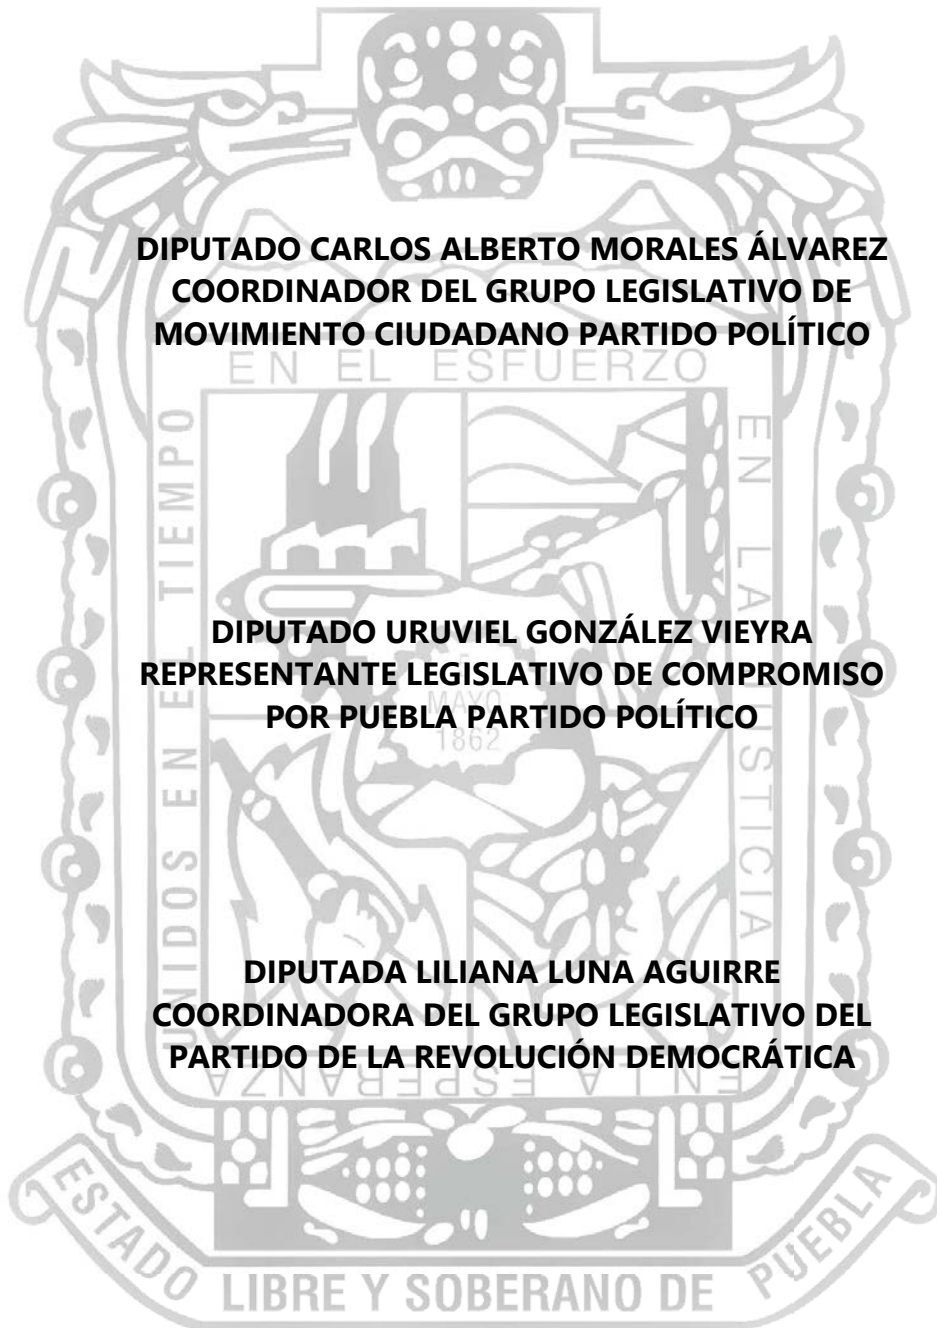 DIPUTADO CARLOS ALBERTO MORALES ÁLVAREZ
COORDINADOR DEL GRUPO LEGISLATIVO DE
MOVIMIENTO CIUDADANO PARTIDO POLÍTICO
EN EL ESFUERZO
EN LA JUSTICIA
UNIDOS EN EL TIEMPO
DIPUTADO URUVIEL GONZÁLEZ VIEYRA
REPRESENTANTE LEGISLATIVO DE COMPROMISO
MAYO
POR PUEBLA PARTIDO POLÍTICO
1862
DIPUTADA LILIANA LUNA AGUIRRE
COORDINADORA DEL GRUPO LEGISLATIVO DEL
PARTIDO DE LA REVOLUCIÓN DEMOCRÁTICA
EN LA ESPERANZA
ESTADO LIBRE Y SOBERANO DE PUEBLA